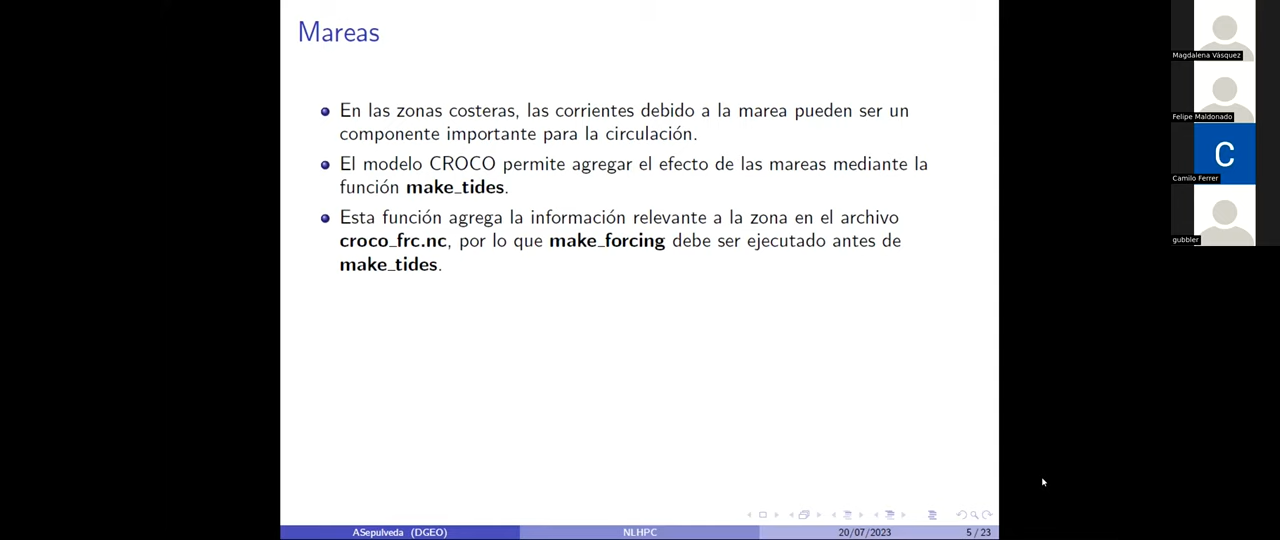 Mareas
En las zonas costeras, las corrientes debido a la marea pueden ser un
componente importante para la circulación.
El modelo CROCO permite agregar el efecto de las mareas mediante la
función make_tides.
Esta función agrega la información relevante a la zona en el archivo
croco_frc.nc, por lo que make_forcing debe ser ejecutado antes de
make_tides.
ASepulveda (DGEO)
NLHPC
20/07/2023
5 / 23
Magdalena Vásquez
Felipe Maldonado
C
Camilo Ferrer
gubbler